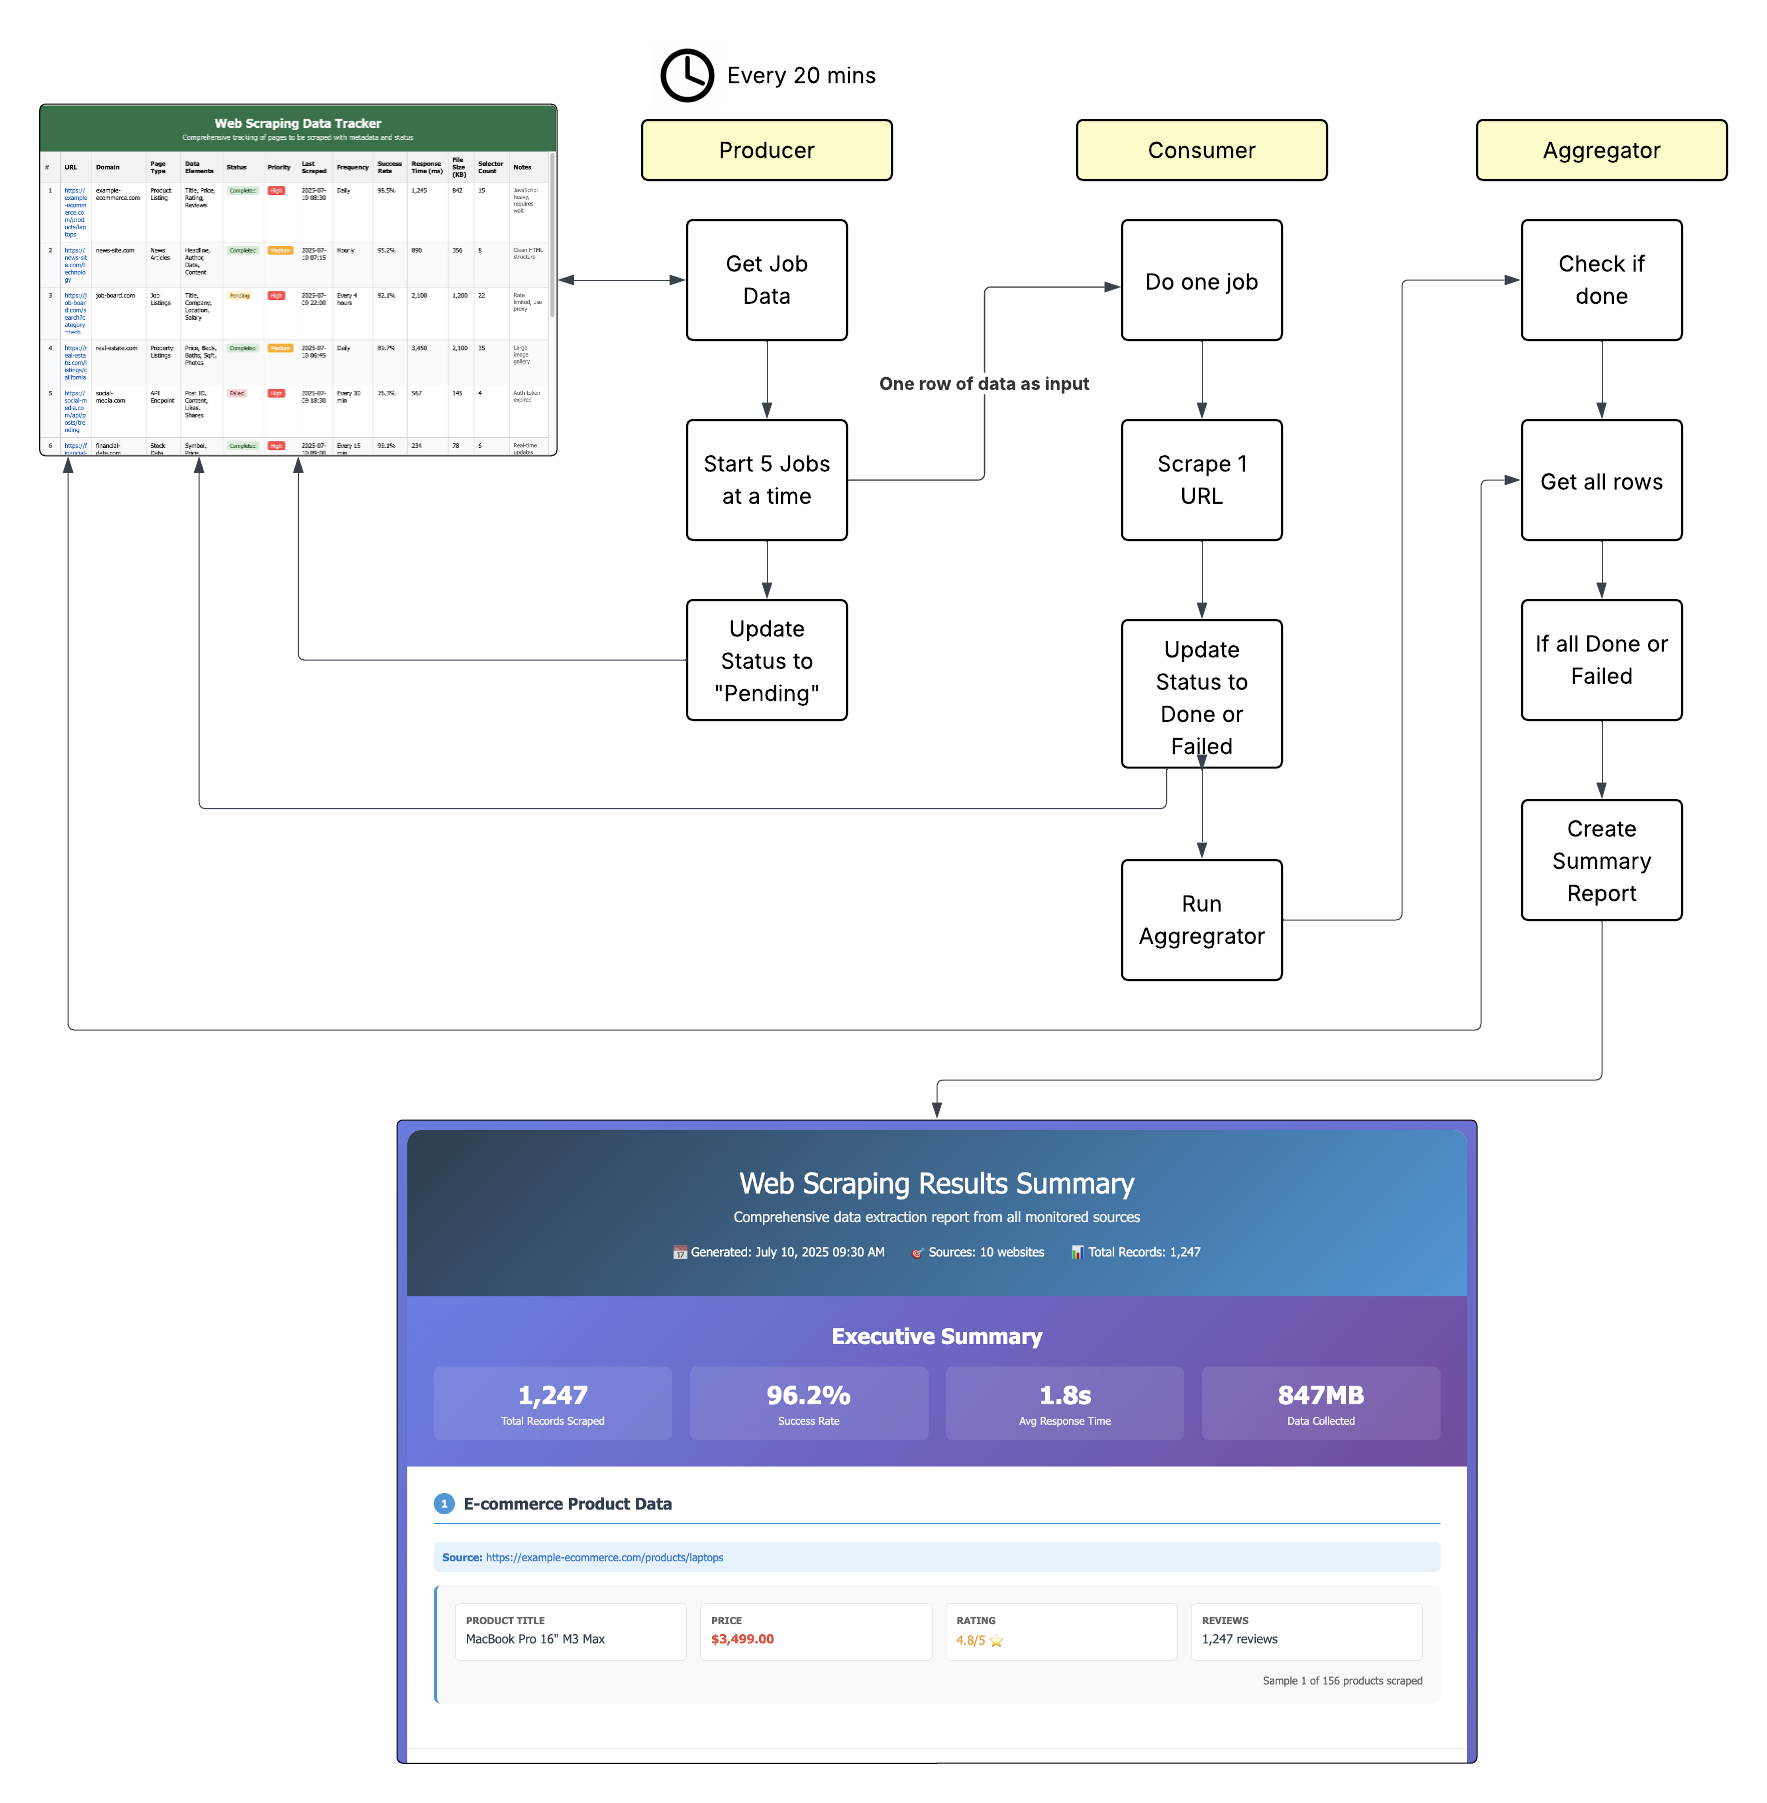 Every 20 mins
Web Scraping Data Tracker
Comprehensive tracking of pages to be scraped with metadata and status
# URL Domain Page Type Data Elements Status Priority Last Scraped Frequency Success Rate Response Time (ms) File Size (KB) Selector Count Notes
1 https://example-ecommerce.com/products/laptops example-ecommerce.com Product Listing Title, Price, Rating, Reviews Completed High 2025-07-10 08:30 Daily 98.5% 1,245 842 15 JavaScript heavy, requires wait
2 https://news-site.com/technology news-site.com News Articles Headline, Author, Date, Content Completed Medium 2025-07-10 07:15 Hourly 95.2% 890 356 8 Clean HTML structure
3 https://job-board.com/search?category=tech job-board.com Job Listings Title, Company, Location, Salary Pending High 2025-07-09 22:00 Every 4 hours 92.1% 2,100 1,200 22 Rate limited, use proxy
4 https://real-estate.com/listings/california real-estate.com Property Listings Price, Beds, Baths, Sqft, Photos Completed Medium 2025-07-10 06:45 Daily 89.7% 3,450 2,100 35 Large image gallery
5 https://social-media.com/api/posts/trending social-media.com API Endpoint Post ID, Content, Likes, Shares Failed High 2025-07-09 18:30 Every 30 min 76.3% 567 145 4 Auth token expired
6 https://financial- financial-data.com Stock Data Symbol, Price, Completed High 2025-07-10 09:00 Every 15 min 99.1% 234 78 6 Real-time updates
Producer
Get Job
Data
Start 5 Jobs
at a time
Update
Status to
"Pending"
One row of data as input
Consumer
Do one job
Scrape 1
URL
Update
Status to
Done or
Failed
Run
Aggregrator
Aggregator
Check if
done
Get all rows
If all Done or
Failed
Create
Summary
Report
Web Scraping Results Summary
Comprehensive data extraction report from all monitored sources
17 Generated: July 10, 2025 09:30 AM Sources: 10 websites Total Records: 1,247
Executive Summary
1,247 96.2% 1.8s 847MB
Total Records Scraped Success Rate Avg Response Time Data Collected
1 E-commerce Product Data
Source: https://example-ecommerce.com/products/laptops
PRODUCT TITLE PRICE RATING REVIEWS
MacBook Pro 16" M3 Max $3,499.00 4.8/5 ⭐ 1,247 reviews
Sample 1 of 156 products scraped